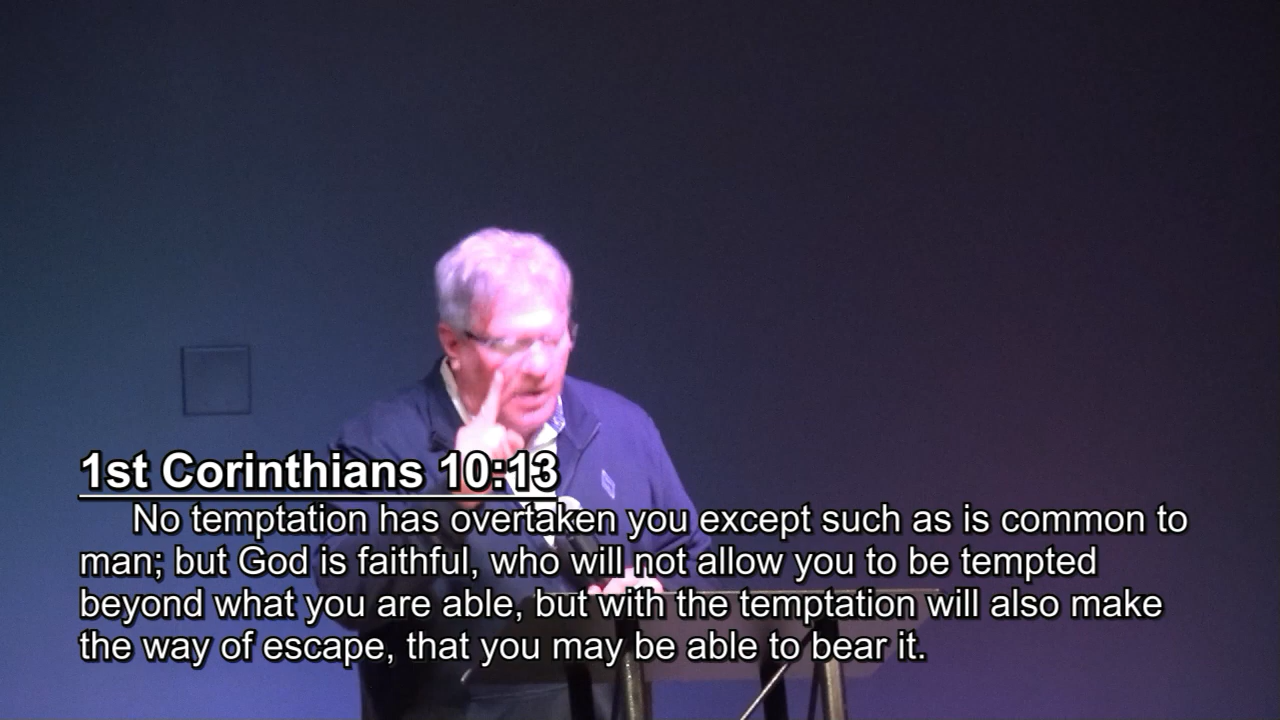 1st Corinthians 10:13
No temptation has overtaken you except such as is common to
man; but God is faithful, who will not allow you to be tempted
beyond what you are able, but with the temptation will also make
the way of escape, that you may be able to bear it.